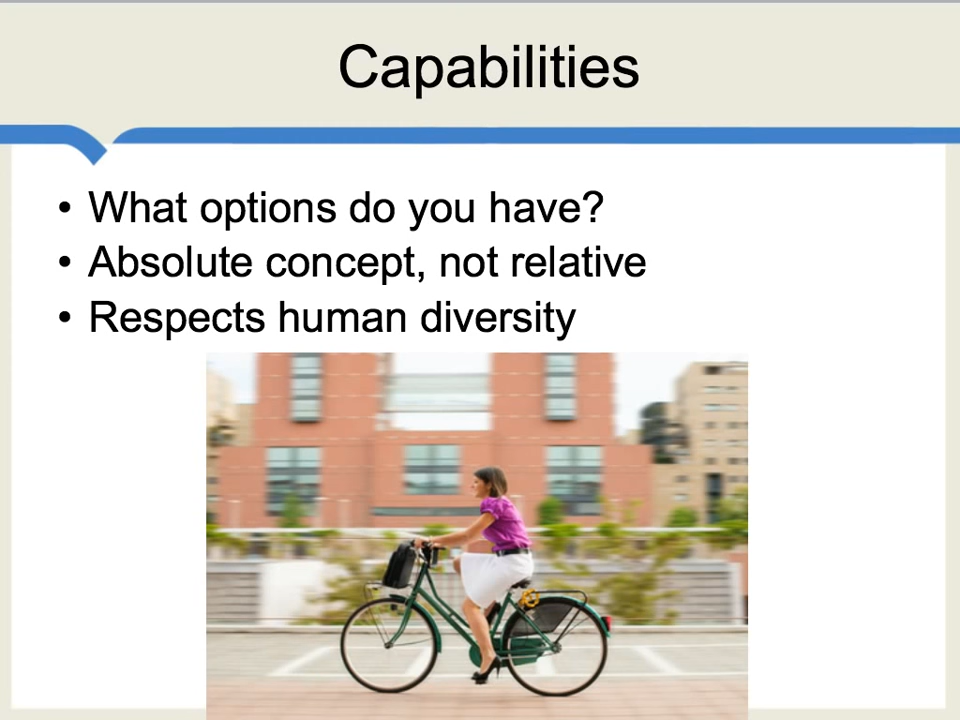 Capabilities
• What options do you have?
• Absolute concept, not relative
• Respects human diversity